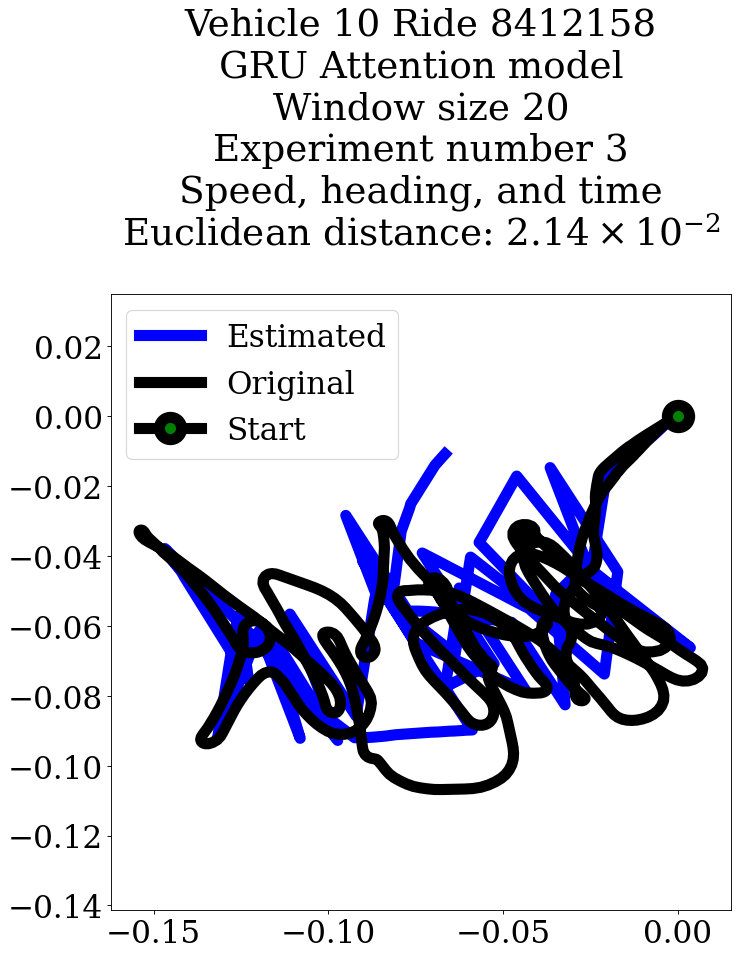 Vehicle 10 Ride 8412158
GRU Attention model
Window size 20
Experiment number 3
Speed, heading, and time
Euclidean distance: 2.14 × 10⁻²
Estimated
Original
Start
0.02
0.00
−0.02
−0.04
−0.06
−0.08
−0.10
−0.12
−0.14
−0.15
−0.10
−0.05
0.00